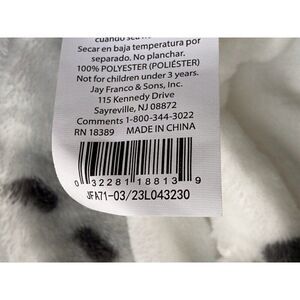 cuando sea n
Secar en baja temperatura por
separado. No planchar.
100% POLYESTER (POLIÉSTER)
Not for children under 3 years.
Jay Franco & Sons, Inc.
115 Kennedy Drive
Sayreville, NJ 08872
Comments 1-800-344-3022
RN 18389 MADE IN CHINA
0 32281 18813 9
JFA71-03/23L043230